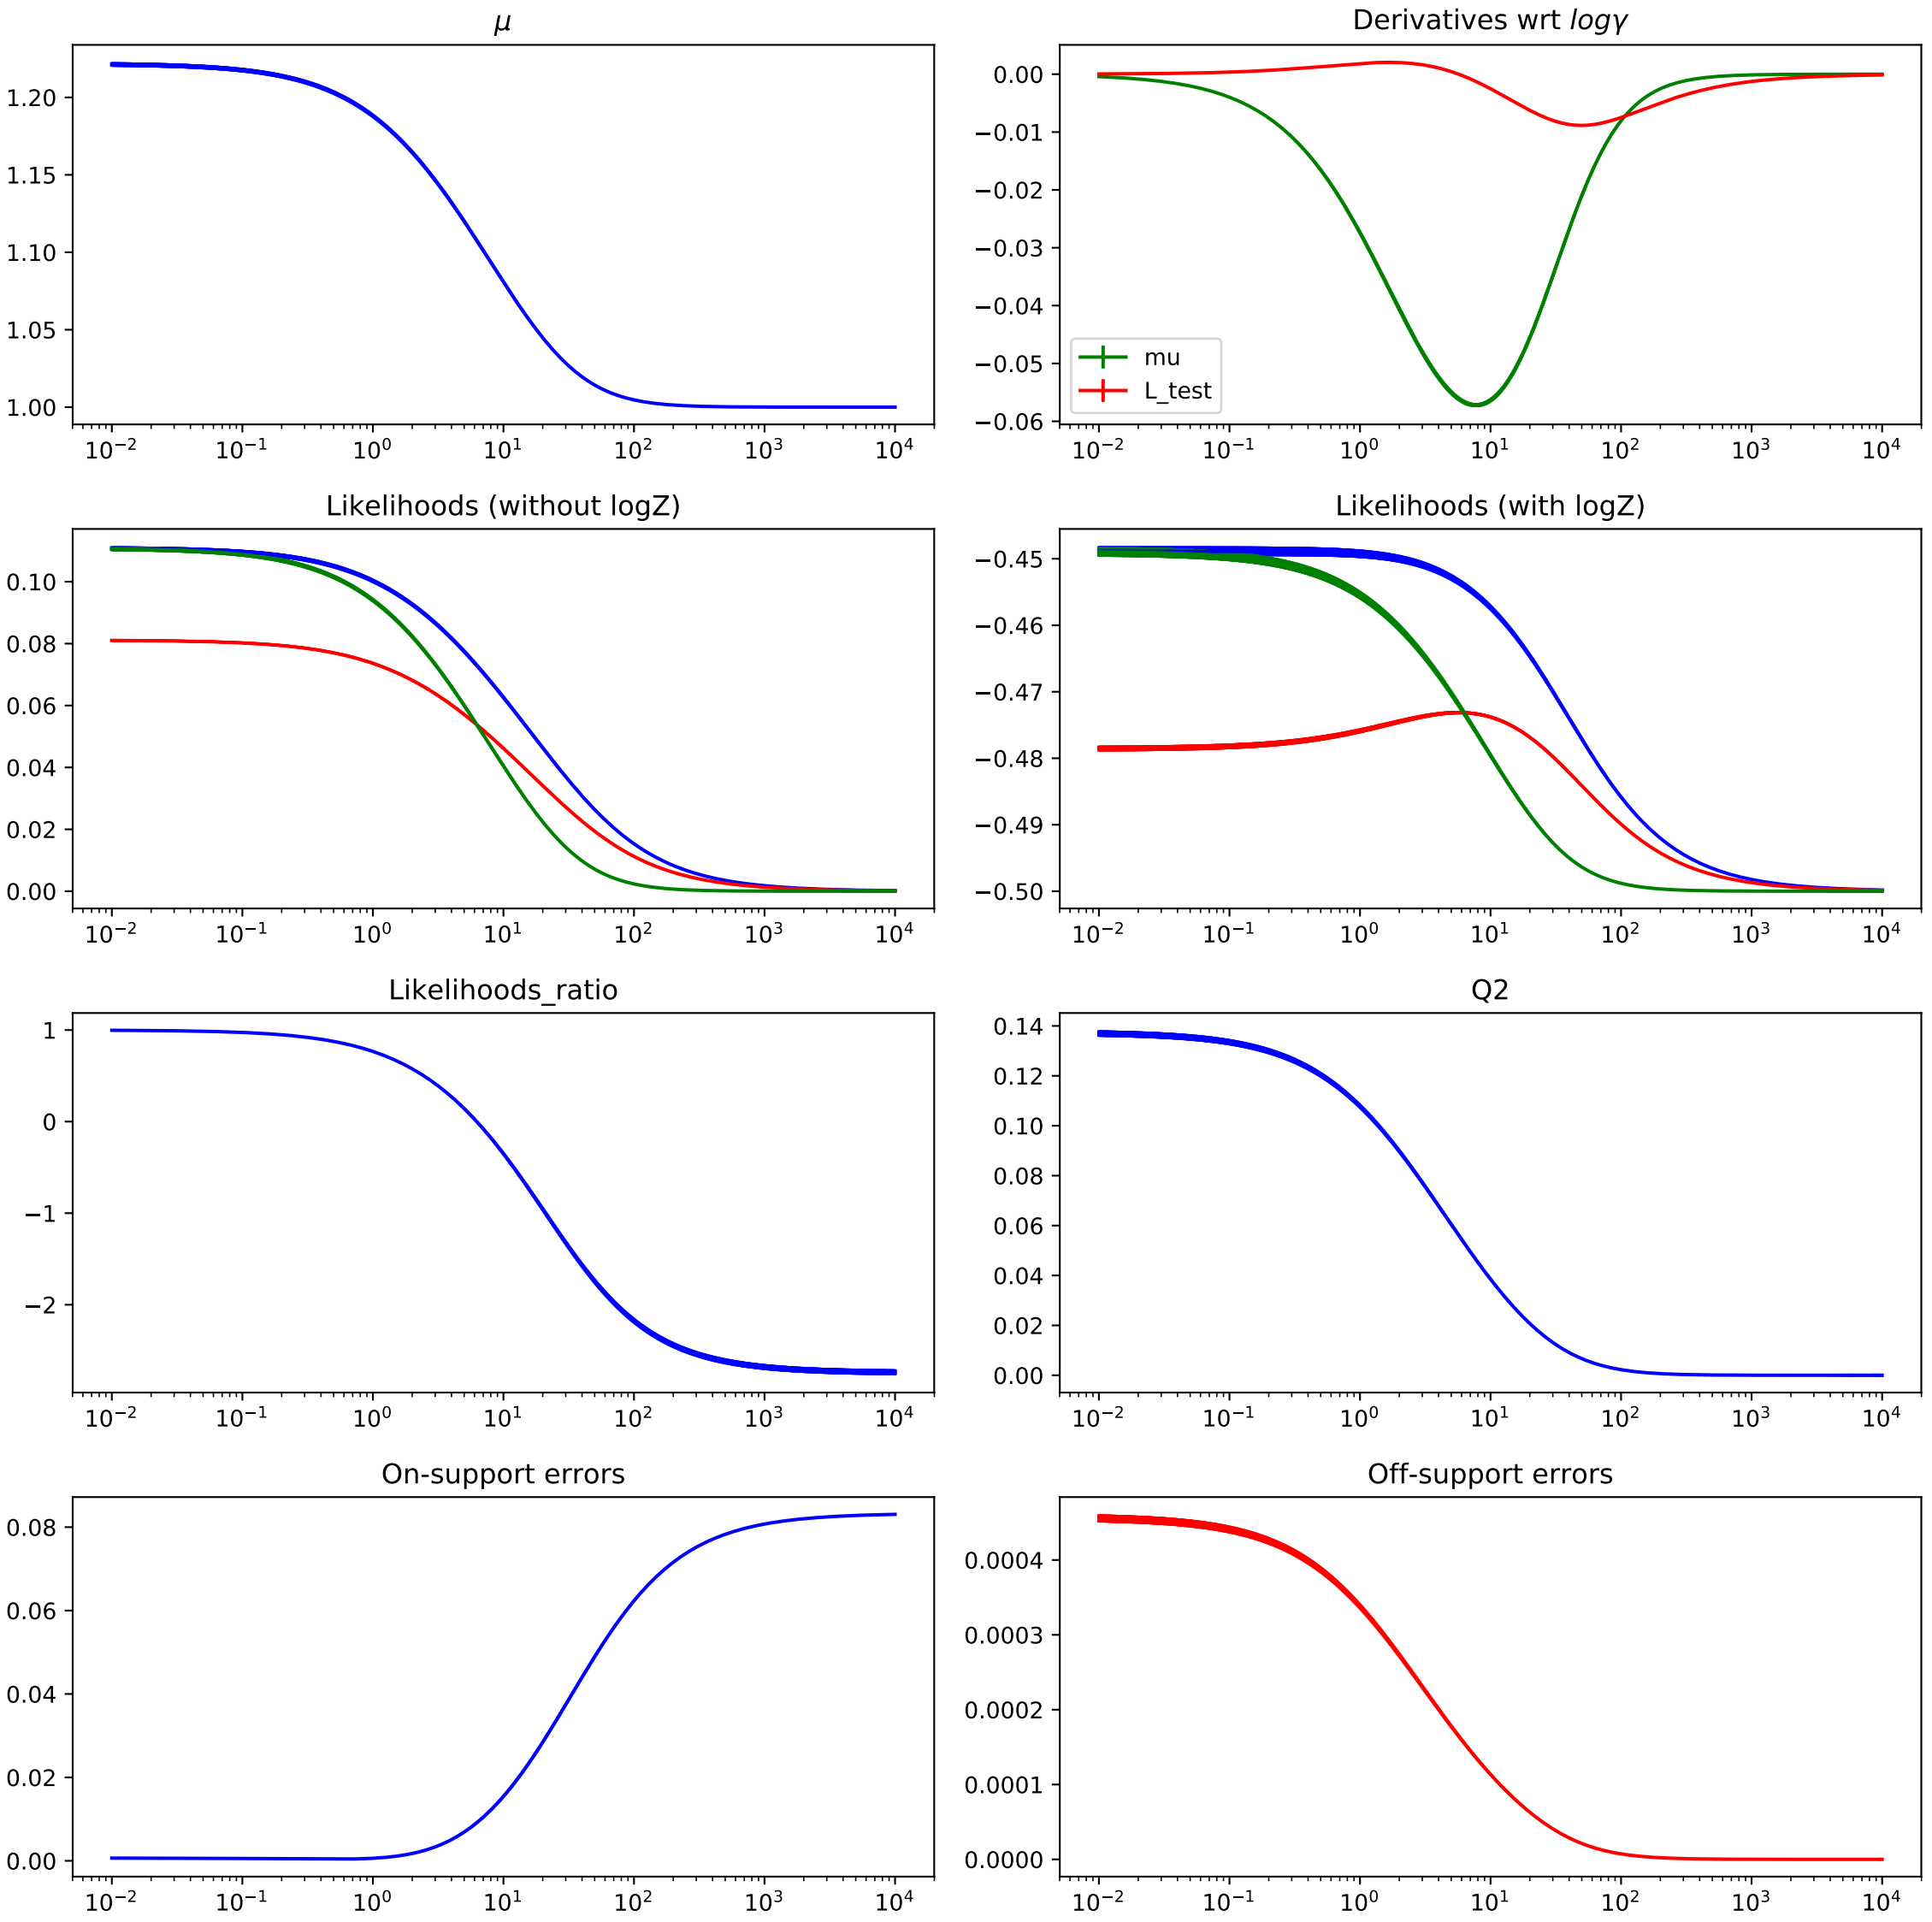 μ
1.20
1.15
1.10
1.05
1.00
10⁻² 10⁻¹ 10⁰ 10¹ 10² 10³ 10⁴
Derivatives wrt logγ
0.00
−0.01
−0.02
−0.03
−0.04
−0.05
−0.06
mu
L_test
10⁻² 10⁻¹ 10⁰ 10¹ 10² 10³ 10⁴
Likelihoods (without logZ)
0.10
0.08
0.06
0.04
0.02
0.00
10⁻² 10⁻¹ 10⁰ 10¹ 10² 10³ 10⁴
Likelihoods (with logZ)
−0.45
−0.46
−0.47
−0.48
−0.49
−0.50
10⁻² 10⁻¹ 10⁰ 10¹ 10² 10³ 10⁴
Likelihoods_ratio
1
0
−1
−2
10⁻² 10⁻¹ 10⁰ 10¹ 10² 10³ 10⁴
Q2
0.14
0.12
0.10
0.08
0.06
0.04
0.02
0.00
10⁻² 10⁻¹ 10⁰ 10¹ 10² 10³ 10⁴
On-support errors
0.08
0.06
0.04
0.02
0.00
10⁻² 10⁻¹ 10⁰ 10¹ 10² 10³ 10⁴
Off-support errors
0.0004
0.0003
0.0002
0.0001
0.0000
10⁻² 10⁻¹ 10⁰ 10¹ 10² 10³ 10⁴